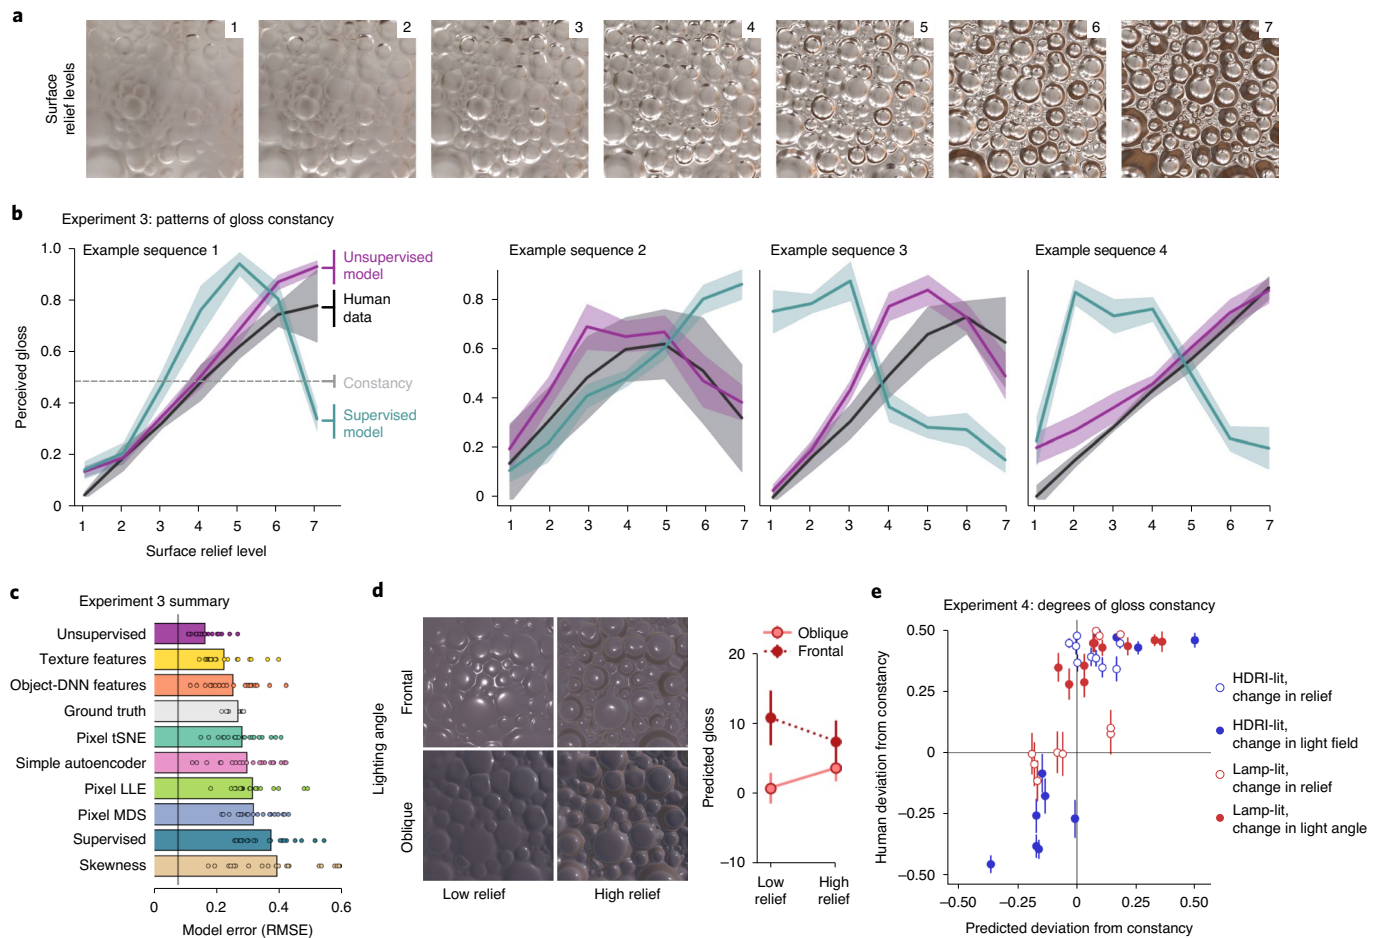 a
Surface
relief levels
1
2
3
4
5
6
7
b
Experiment 3: patterns of gloss constancy
Perceived gloss
1.0
0.8
0.6
0.4
0.2
0
Example sequence 1
Unsupervised
model
Human
data
Constancy
Supervised
model
1 2 3 4 5 6 7
Surface relief level
Example sequence 2
0.8
0.6
0.4
0.2
0
1 2 3 4 5 6 7
Example sequence 3
1 2 3 4 5 6 7
Example sequence 4
1 2 3 4 5 6 7
c
Experiment 3 summary
Unsupervised
Texture features
Object-DNN features
Ground truth
Pixel tSNE
Simple autoencoder
Pixel LLE
Pixel MDS
Supervised
Skewness
0 0.2 0.4 0.6
Model error (RMSE)
d
Lighting angle
Frontal
Oblique
Low relief
High relief
Oblique
Frontal
Predicted gloss
20
10
0
−10
Low
relief
High
relief
e
Experiment 4: degrees of gloss constancy
Human deviation from constancy
0.50
0.25
0
−0.25
−0.50
−0.50 −0.25 0 0.25 0.50
Predicted deviation from constancy
HDRI-lit,
change in relief
HDRI-lit,
change in light field
Lamp-lit,
change in relief
Lamp-lit,
change in light angle